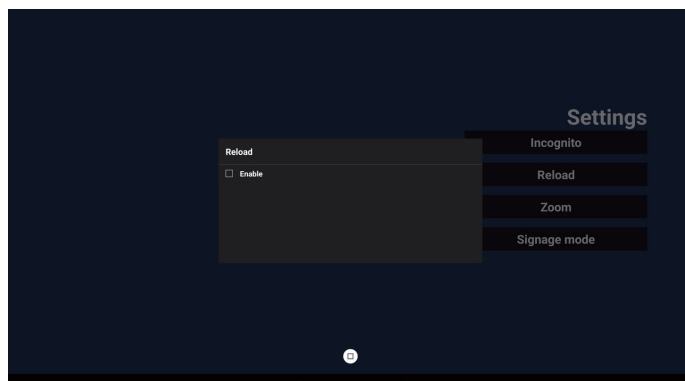 Settings
Incognito
Reload
Zoom
Signage mode
Reload
Enable